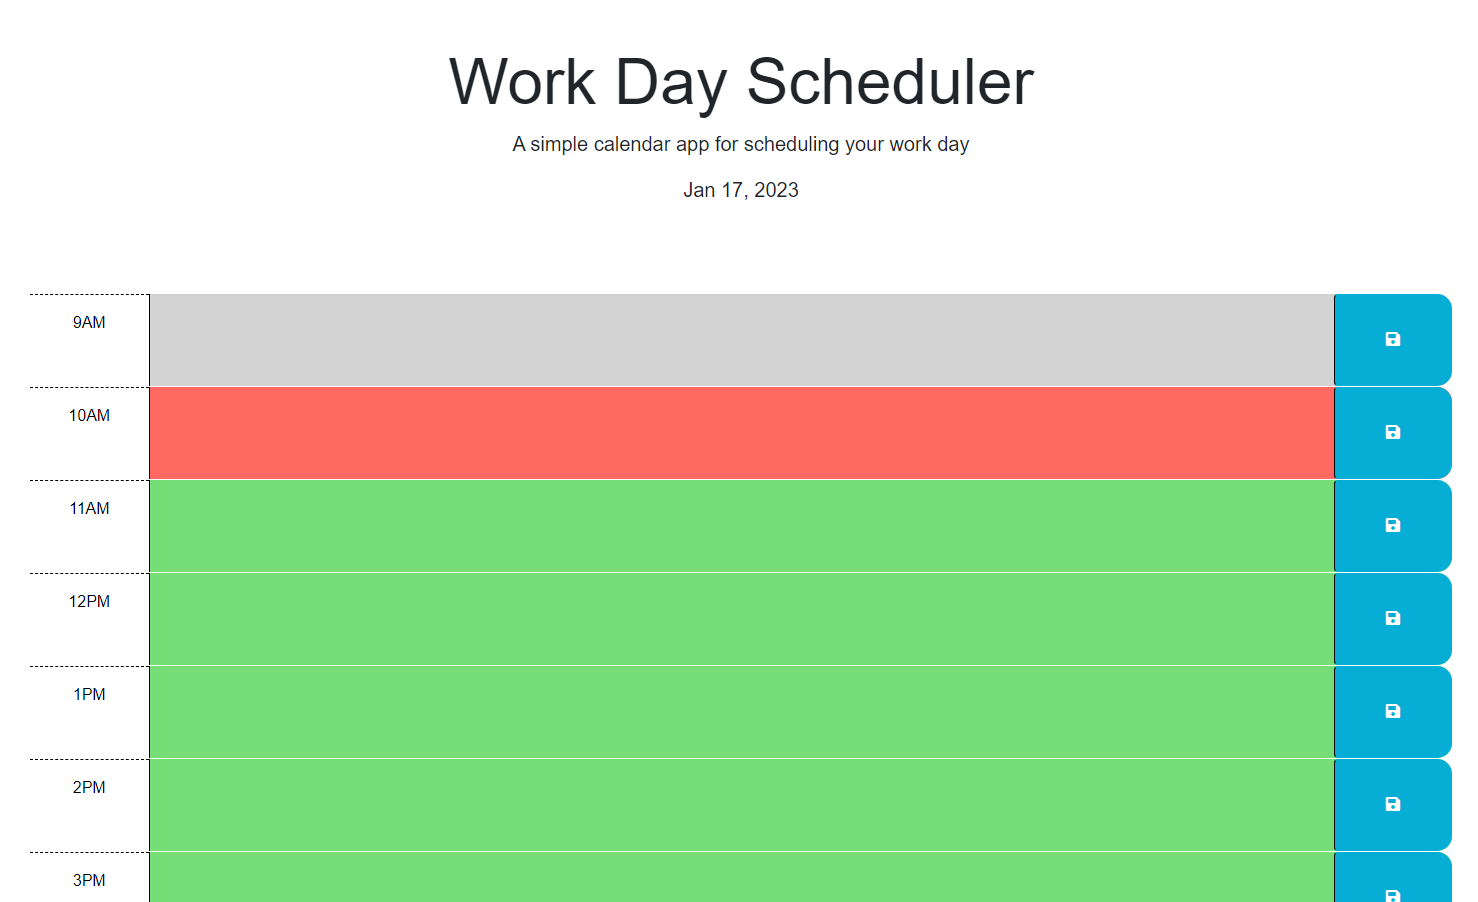 Work Day Scheduler
A simple calendar app for scheduling your work day
Jan 17, 2023
9AM
10AM
11AM
12PM
1PM
2PM
3PM